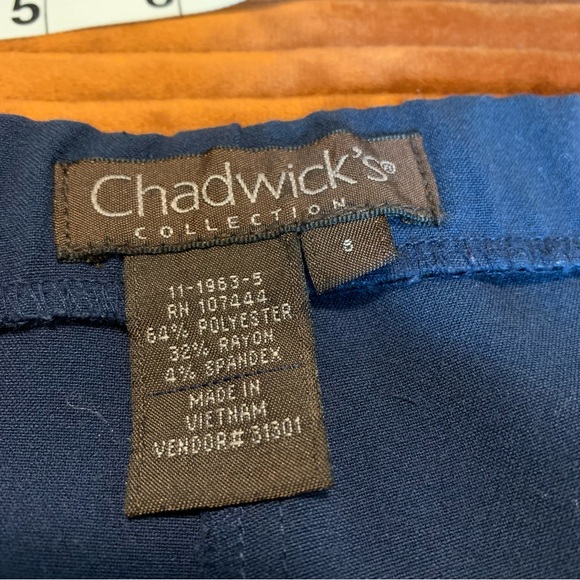 5 6
Chadwick's®
COLLECTION
8
11-1963-5
RN 107444
64% POLYESTER
32% RAYON
4% SPANDEX
MADE IN
VIETNAM
VENDOR# 31301